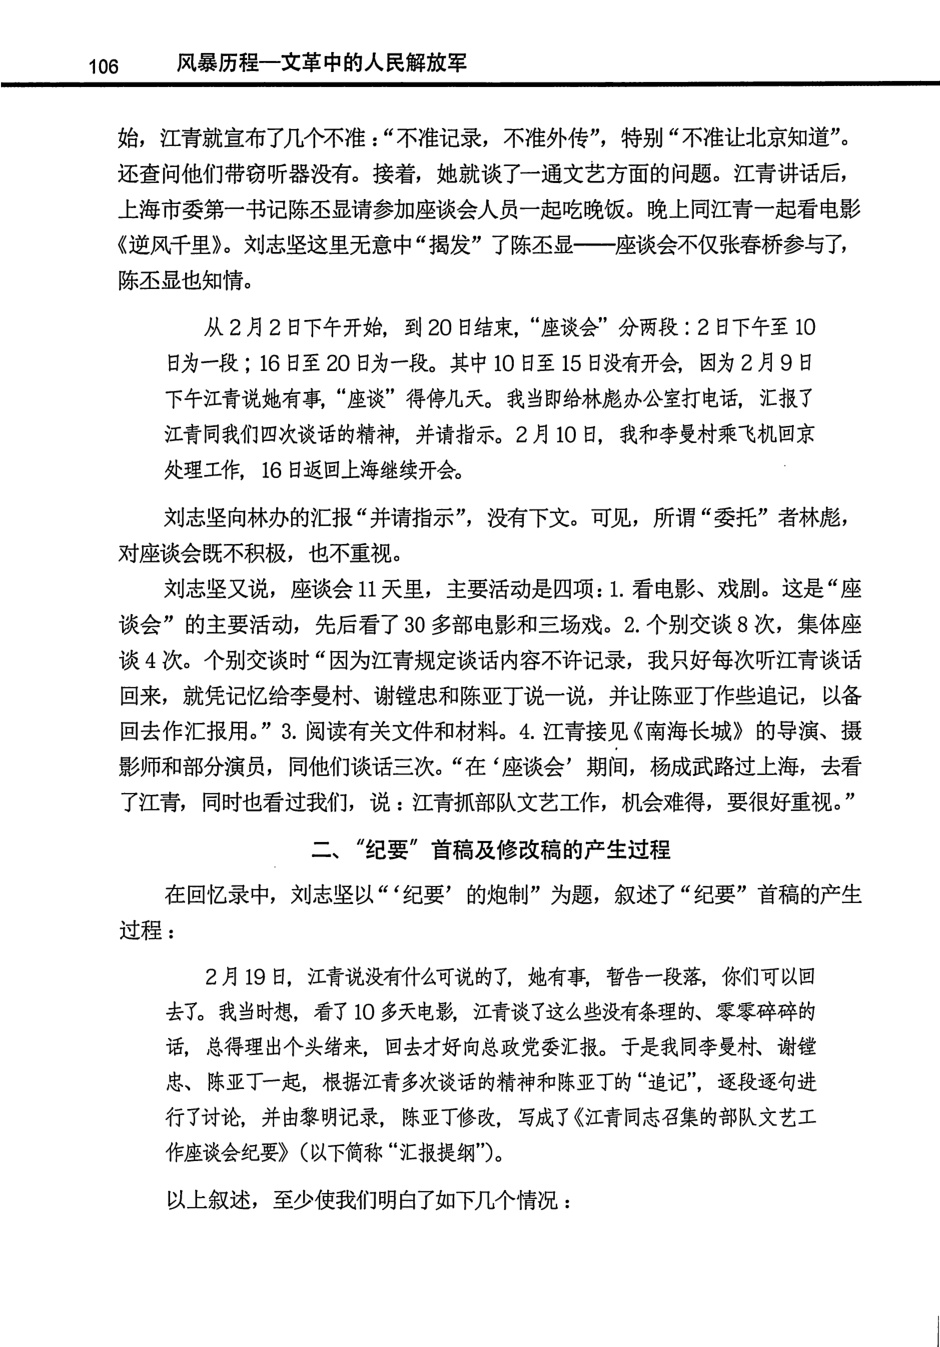 106 风暴历程—文革中的人民解放军
始，江青就宣布了几个不准：“不准记录，不准外传”，特别“不准让北京知道”。
还查问他们带窃听器没有。接着，她就谈了一通文艺方面的问题。江青讲话后，
上海市委第一书记陈丕显请参加座谈会人员一起吃晚饭。晚上同江青一起看电影
《逆风千里》。刘志坚这里无意中“揭发”了陈丕显——座谈会不仅张春桥参与了，
陈丕显也知情。
从2月2日下午开始，到20日结束，“座谈会”分两段：2日下午至10
日为一段；16日至20日为一段。其中10日至15日没有开会，因为2月9日
下午江青说她有事，“座谈”得停几天。我当即给林彪办公室打电话，汇报了
江青同我们四次谈话的精神，并请指示。2月10日，我和李曼村乘飞机回京
处理工作，16日返回上海继续开会。
刘志坚向林办的汇报“并请指示”，没有下文。可见，所谓“委托”者林彪，
对座谈会既不积极，也不重视。
刘志坚又说，座谈会11天里，主要活动是四项：1. 看电影、戏剧。这是“座
谈会”的主要活动，先后看了30多部电影和三场戏。2. 个别交谈8次，集体座
谈4次。个别交谈时“因为江青规定谈话内容不许记录，我只好每次听江青谈话
回来，就凭记忆给李曼村、谢镗忠和陈亚丁说一说，并让陈亚丁作些追记，以备
回去作汇报用。”3. 阅读有关文件和材料。4. 江青接见《南海长城》的导演、摄
影师和部分演员，同他们谈话三次。“在‘座谈会’期间，杨成武路过上海，去看
了江青，同时也看过我们，说：江青抓部队文艺工作，机会难得，要很好重视。”
二、“纪要”首稿及修改稿的产生过程
在回忆录中，刘志坚以“‘纪要’的炮制”为题，叙述了“纪要”首稿的产生
过程：
2月19日，江青说没有什么可说的了，她有事，暂告一段落，你们可以回
去了。我当时想，看了10多天电影，江青谈了这么些没有条理的、零零碎碎的
话，总得理出个头绪来，回去才好向总政党委汇报。于是我同李曼村、谢镗
忠、陈亚丁一起，根据江青多次谈话的精神和陈亚丁的“追记”，逐段逐句进
行了讨论，并由黎明记录，陈亚丁修改，写成了《江青同志召集的部队文艺工
作座谈会纪要》（以下简称“汇报提纲”）。
以上叙述，至少使我们明白了如下几个情况：